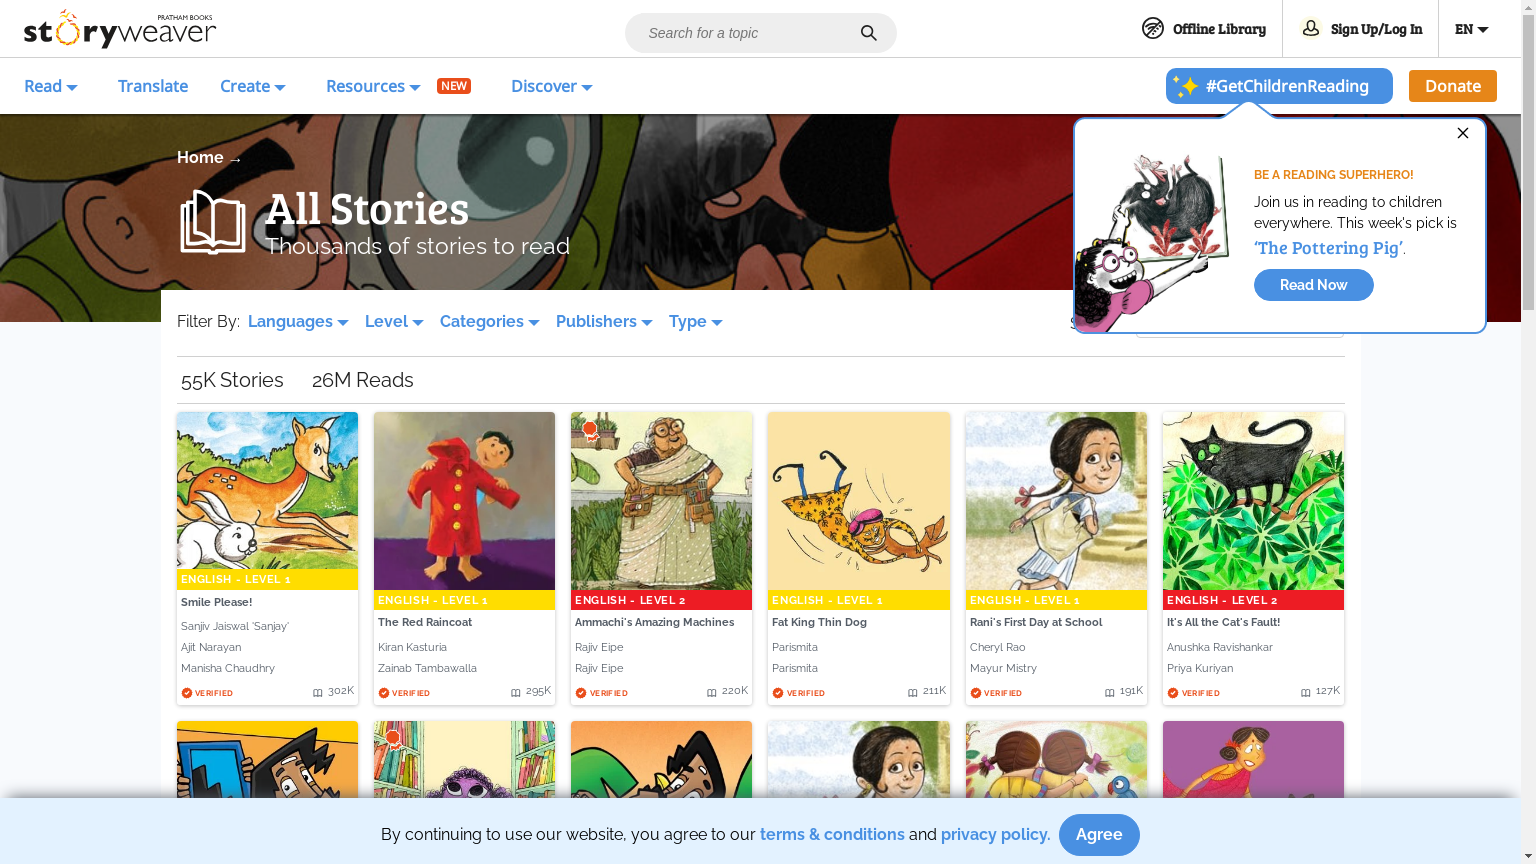 PRATHAM BOOKS
storyweaver
Search for a topic
Offline Library
Sign Up/Log In
EN
Read
Translate
Create
Resources
NEW
Discover
#GetChildrenReading
Donate
Home →
All Stories
Thousands of stories to read
BE A READING SUPERHERO!
Join us in reading to children
everywhere. This week's pick is
‘The Pottering Pig’.
Read Now
Filter By: Languages Level Categories Publishers Type
55K Stories 26M Reads
ENGLISH - LEVEL 1
Smile Please!
Sanjiv Jaiswal 'Sanjay'
Ajit Narayan
Manisha Chaudhry
VERIFIED 302K
ENGLISH - LEVEL 1
The Red Raincoat
Kiran Kasturia
Zainab Tambawalla
VERIFIED 295K
ENGLISH - LEVEL 2
Ammachi's Amazing Machines
Rajiv Eipe
Rajiv Eipe
VERIFIED 220K
ENGLISH - LEVEL 1
Fat King Thin Dog
Parismita
Parismita
VERIFIED 211K
ENGLISH - LEVEL 1
Rani's First Day at School
Cheryl Rao
Mayur Mistry
VERIFIED 191K
ENGLISH - LEVEL 2
It's All the Cat's Fault!
Anushka Ravishankar
Priya Kuriyan
VERIFIED 127K
By continuing to use our website, you agree to our terms & conditions and privacy policy.
Agree